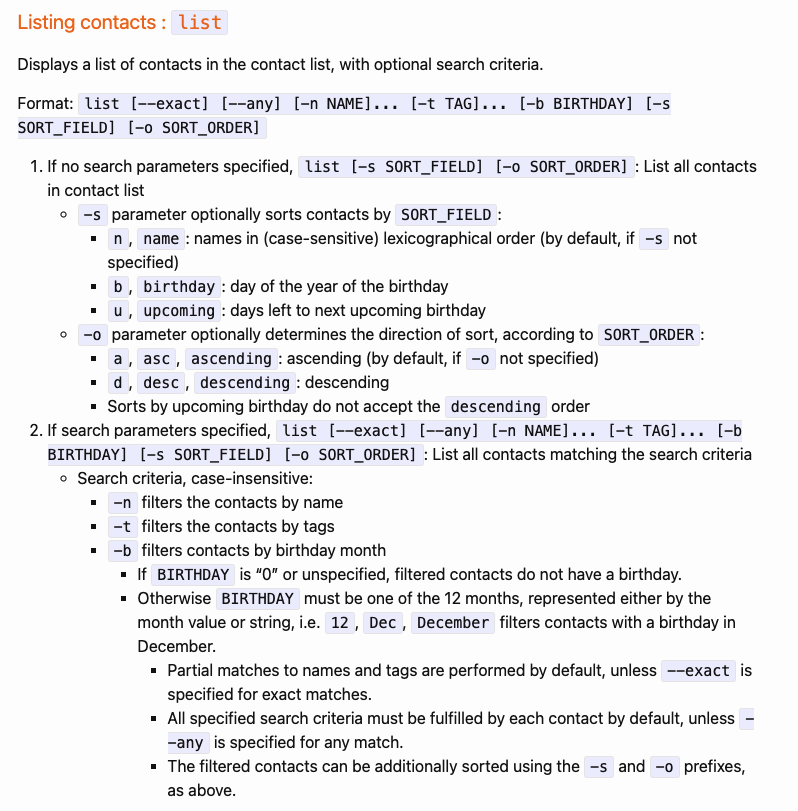 Listing contacts : list
Displays a list of contacts in the contact list, with optional search criteria.
Format: list [--exact] [--any] [-n NAME]... [-t TAG]... [-b BIRTHDAY] [-s
SORT_FIELD] [-o SORT_ORDER]
1. If no search parameters specified, list [-s SORT_FIELD] [-o SORT_ORDER] : List all contacts
in contact list
-s parameter optionally sorts contacts by SORT_FIELD :
n , name : names in (case-sensitive) lexicographical order (by default, if -s not
specified)
b , birthday : day of the year of the birthday
u , upcoming : days left to next upcoming birthday
-o parameter optionally determines the direction of sort, according to SORT_ORDER :
a , asc , ascending : ascending (by default, if -o not specified)
d , desc , descending : descending
Sorts by upcoming birthday do not accept the descending order
2. If search parameters specified, list [--exact] [--any] [-n NAME]... [-t TAG]... [-b
BIRTHDAY] [-s SORT_FIELD] [-o SORT_ORDER] : List all contacts matching the search criteria
Search criteria, case-insensitive:
-n filters the contacts by name
-t filters the contacts by tags
-b filters contacts by birthday month
If BIRTHDAY is “0” or unspecified, filtered contacts do not have a birthday.
Otherwise BIRTHDAY must be one of the 12 months, represented either by the
month value or string, i.e. 12 , Dec , December filters contacts with a birthday in
December.
Partial matches to names and tags are performed by default, unless --exact is
specified for exact matches.
All specified search criteria must be fulfilled by each contact by default, unless -
-any is specified for any match.
The filtered contacts can be additionally sorted using the -s and -o prefixes,
as above.